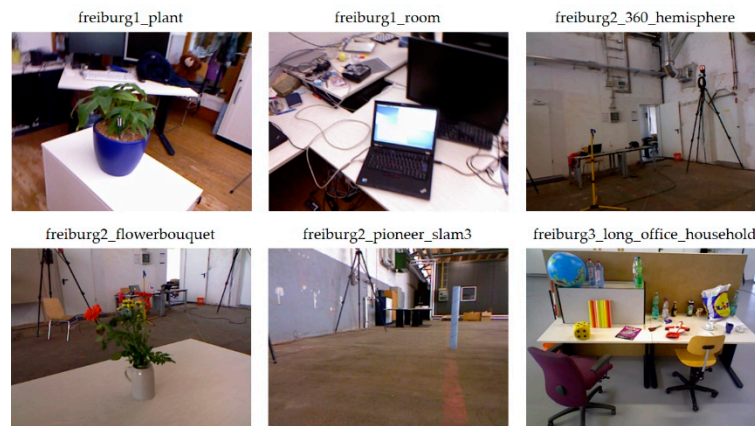 freiburg1_plant
freiburg1_room
freiburg2_360_hemisphere
freiburg2_flowerbouquet
freiburg2_pioneer_slam3
freiburg3_long_office_household